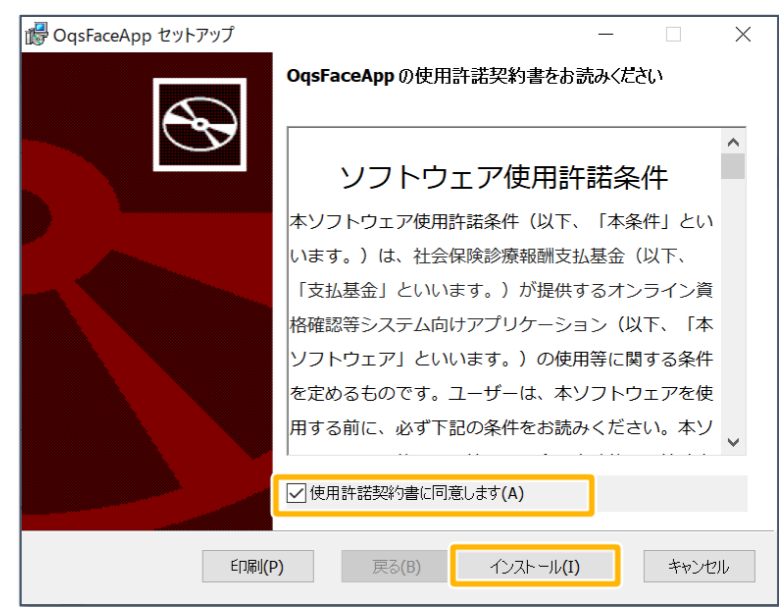 OqsFaceApp セットアップ
OqsFaceApp の使用許諾契約書をお読みください
ソフトウェア使用許諾条件
本ソフトウェア使用許諾条件（以下、「本条件」とい
います。）は、社会保険診療報酬支払基金（以下、
「支払基金」といいます。）が提供するオンライン資
格確認等システム向けアプリケーション（以下、「本
ソフトウェア」といいます。）の使用等に関する条件
を定めるものです。ユーザーは、本ソフトウェアを使
用する前に、必ず下記の条件をお読みください。本ソ
使用許諾契約書に同意します(A)
印刷(P)
戻る(B)
インストール(I)
キャンセル